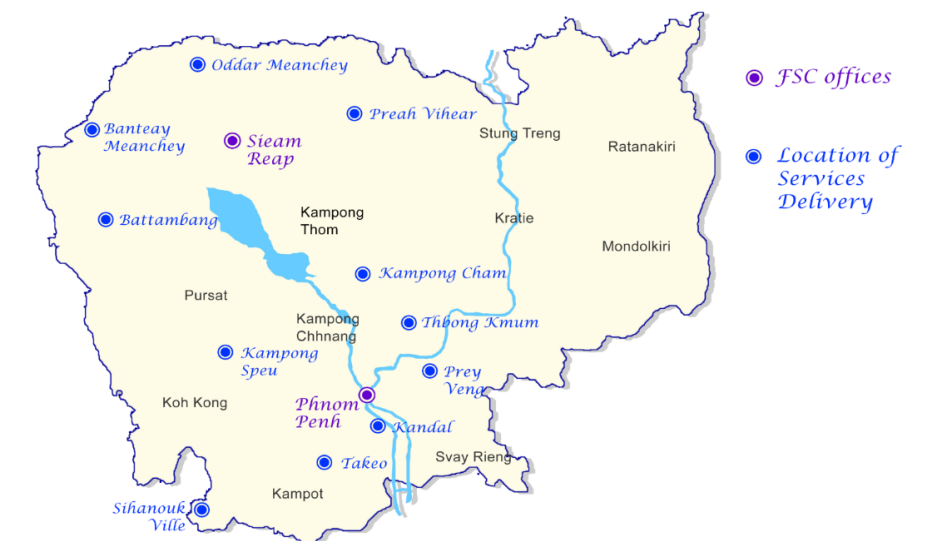 Oddar Meanchey
FSC offices
Preah Vihear
Banteay
Meanchey
Sieam
Reap
Stung Treng
Ratanakiri
Location of
Services
Delivery
Battambang
Kampong
Thom
Kratie
Mondolkiri
Kampong Cham
Pursat
Kampong
Chhnang
Thbong Kmum
Kampong
Speu
Prey
Veng
Koh Kong
Phnom
Penh
Kandal
Svay Rieng
Takeo
Kampot
Sihanouk
Ville